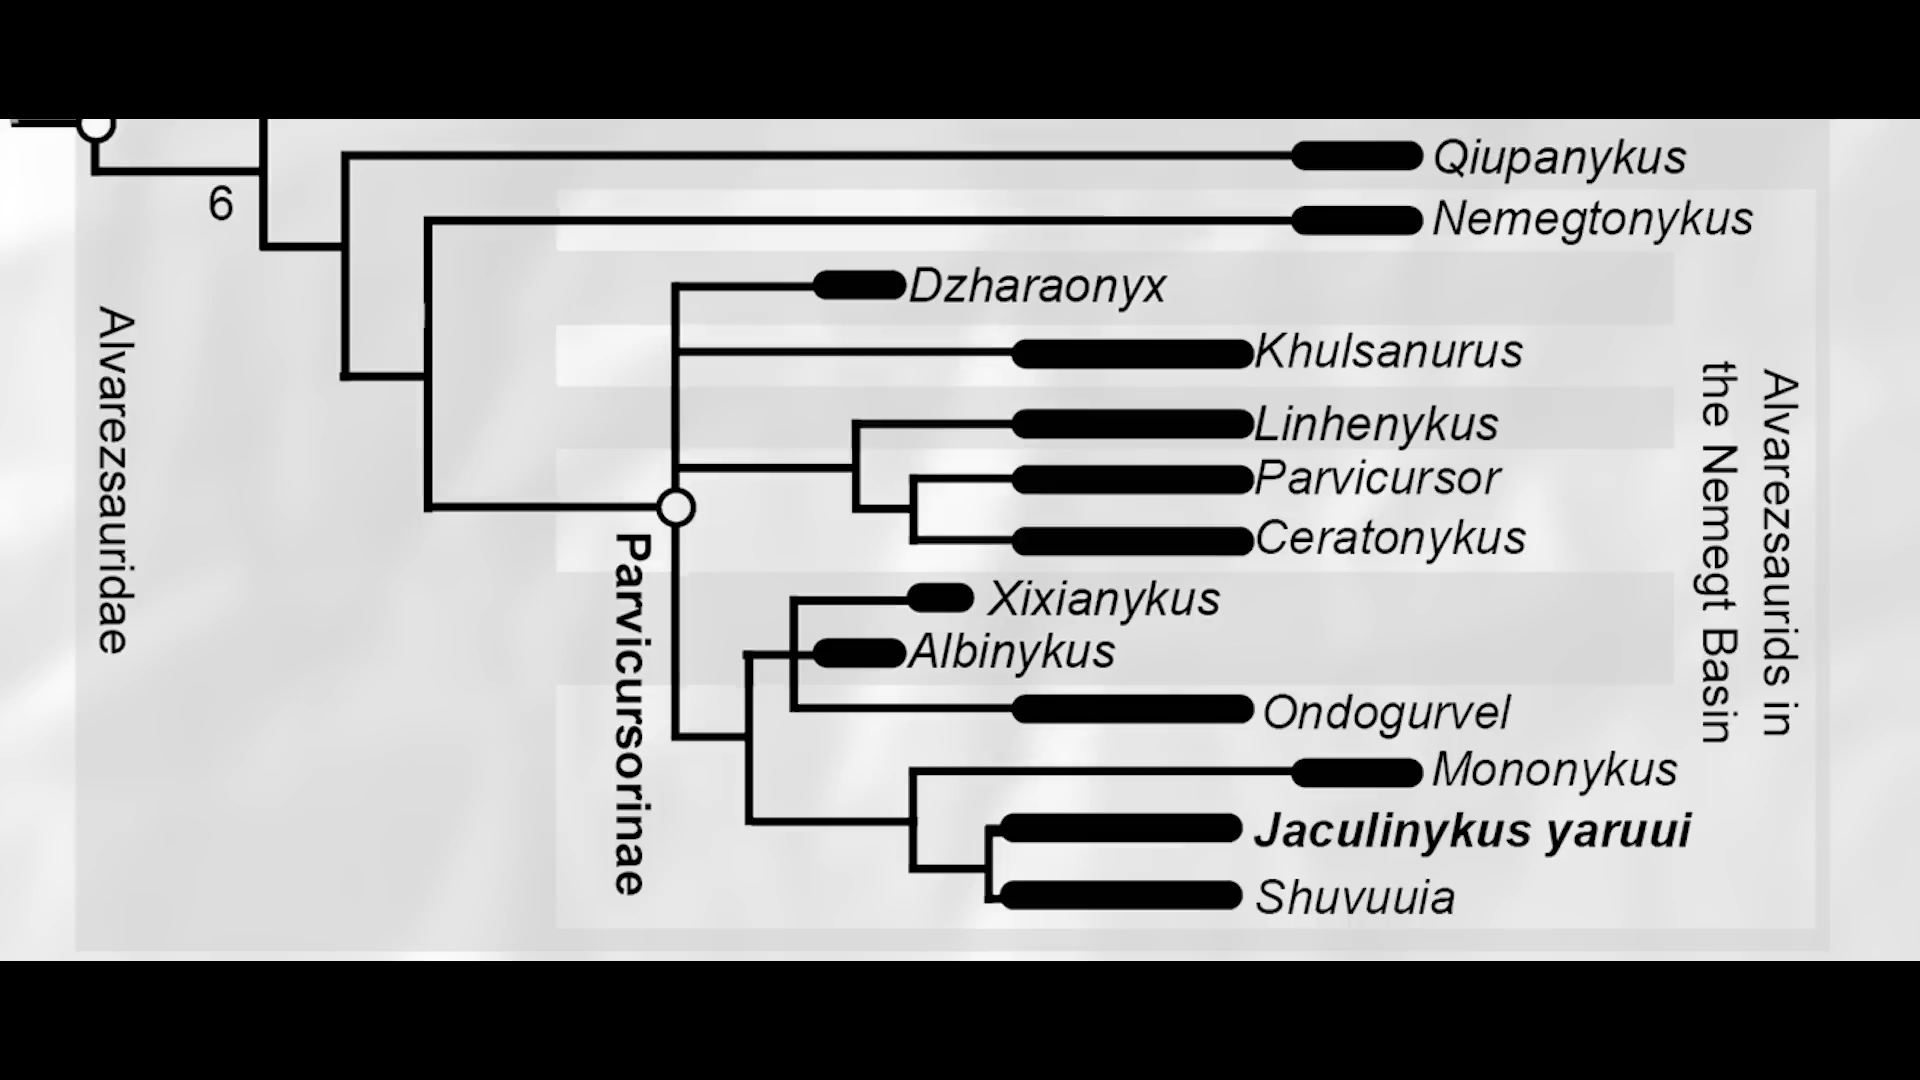 Qiupanykus
6
Nemegtonykus
Dzharaonyx
Khulsanurus
Linhenykus
Parvicursor
Ceratonykus
Xixianykus
Albinykus
Ondogurvel
Mononykus
Jaculinykus yaruui
Shuvuuia
Alvarezsauridae
Parvicursorinae
Alvarezsaurids in
the Nemegt Basin